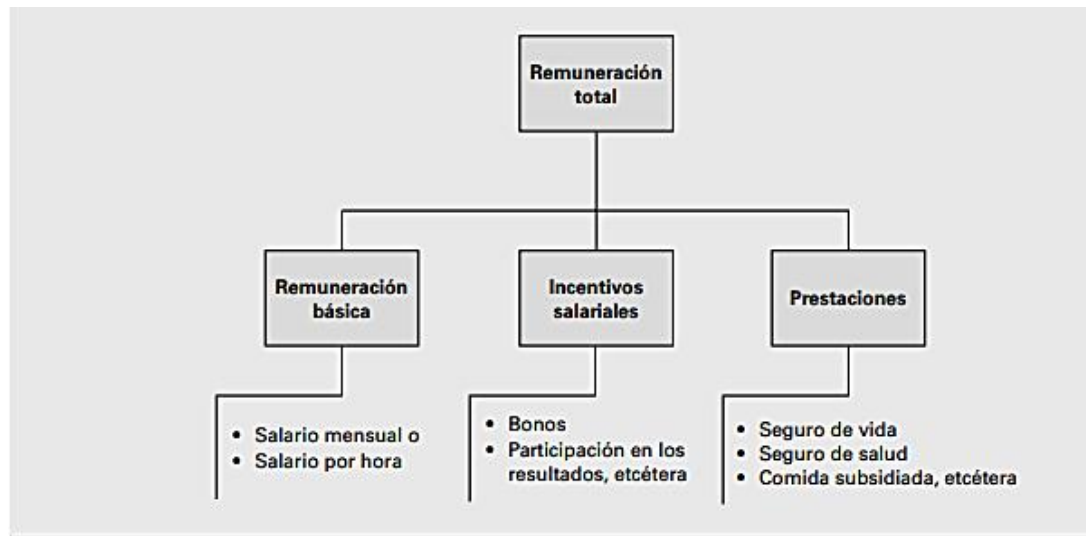 Remuneración
total
Remuneración
básica
Incentivos
salariales
Prestaciones
• Salario mensual o
• Salario por hora
• Bonos
• Participación en los
resultados, etcétera
• Seguro de vida
• Seguro de salud
• Comida subsidiada, etcétera